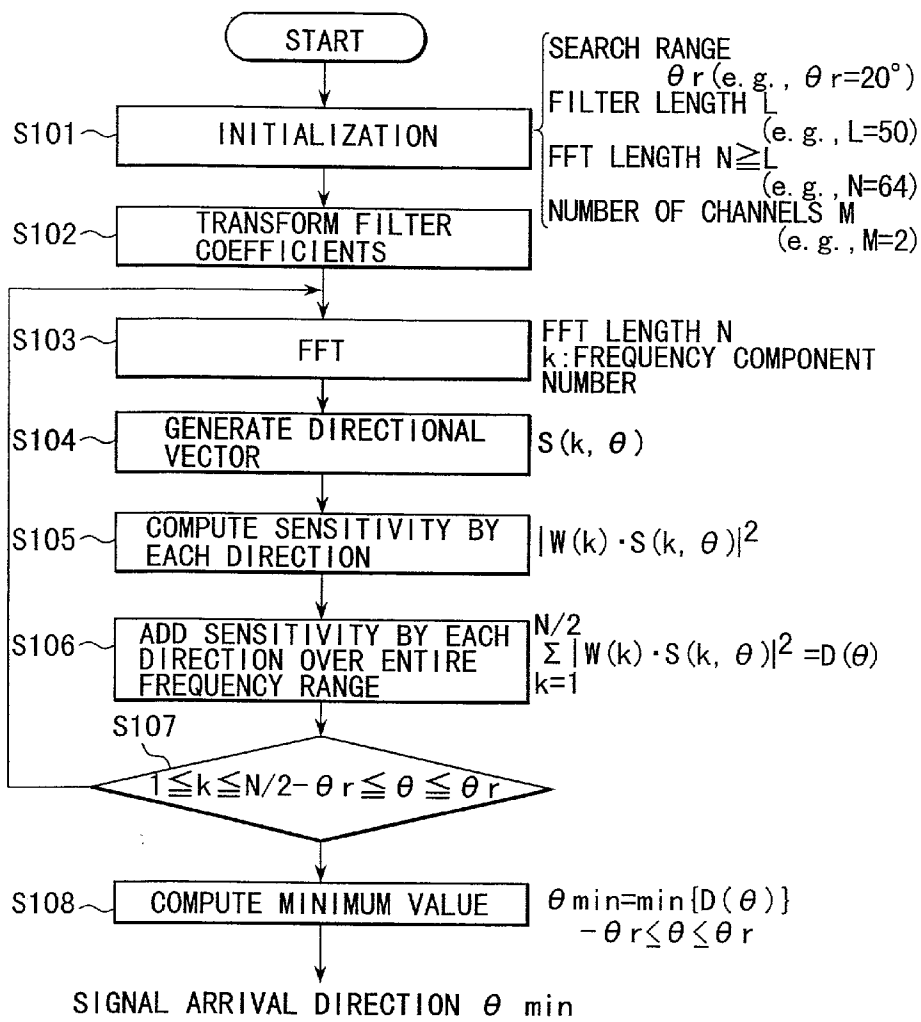 START
SEARCH RANGE
θr(e.g., θr=20°)
FILTER LENGTH L
(e.g., L=50)
FFT LENGTH N≧L
(e.g., N=64)
NUMBER OF CHANNELS M
(e.g., M=2)
S101
INITIALIZATION
S102
TRANSFORM FILTER
COEFFICIENTS
S103
FFT
FFT LENGTH N
k:FREQUENCY COMPONENT
NUMBER
S104
GENERATE DIRECTIONAL
VECTOR
S(k, θ)
S105
COMPUTE SENSITIVITY BY
EACH DIRECTION
|W(k)·S(k, θ)|²
S106
ADD SENSITIVITY BY EACH
DIRECTION OVER ENTIRE
FREQUENCY RANGE
N/2
Σ |W(k)·S(k, θ)|² =D(θ)
k=1
S107
1≦k≦N/2-θr≦θ≦θr
S108
COMPUTE MINIMUM VALUE
θmin=min{D(θ)}
-θr≤θ≤θr
SIGNAL ARRIVAL DIRECTION θ min